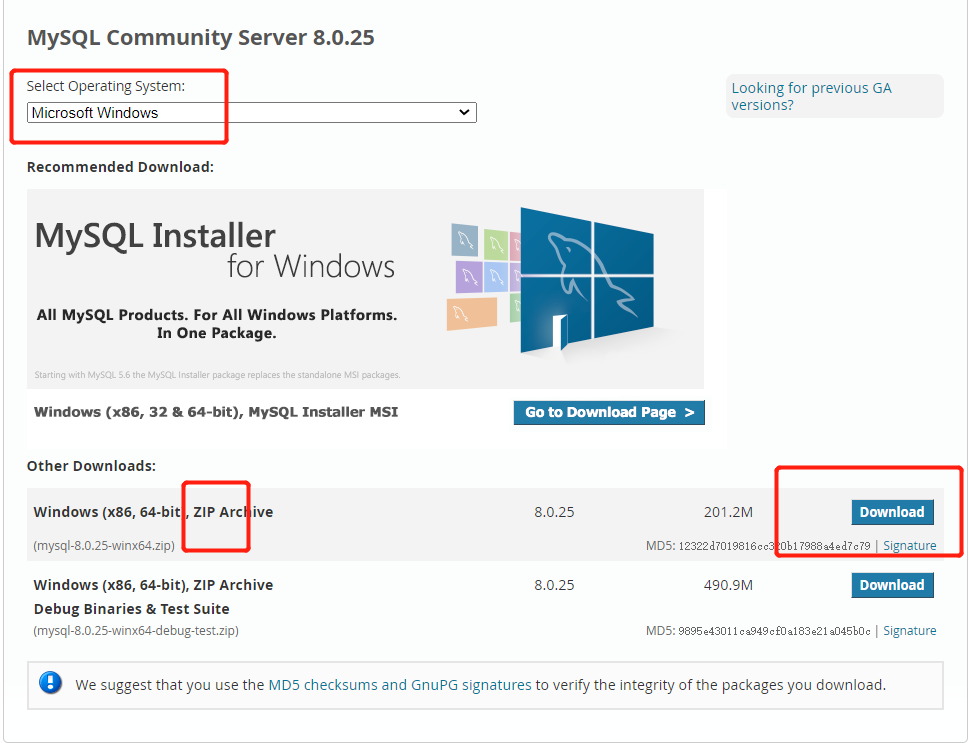 MySQL Community Server 8.0.25
Select Operating System:
Microsoft Windows
Looking for previous GA
versions?
Recommended Download:
MySQL Installer
for Windows
All MySQL Products. For All Windows Platforms.
In One Package.
Starting with MySQL 5.6 the MySQL Installer package replaces the standalone MSI packages.
Windows (x86, 32 & 64-bit), MySQL Installer MSI
Go to Download Page >
Other Downloads:
Windows (x86, 64-bit), ZIP Archive 8.0.25 201.2M Download
(mysql-8.0.25-winx64.zip) MD5: 12322d7019816cc320b17988a4ed7c79 | Signature
Windows (x86, 64-bit), ZIP Archive 8.0.25 490.9M Download
Debug Binaries & Test Suite
(mysql-8.0.25-winx64-debug-test.zip) MD5: 9895e43011ca949cf0a183e21a045b0c | Signature
We suggest that you use the MD5 checksums and GnuPG signatures to verify the integrity of the packages you download.